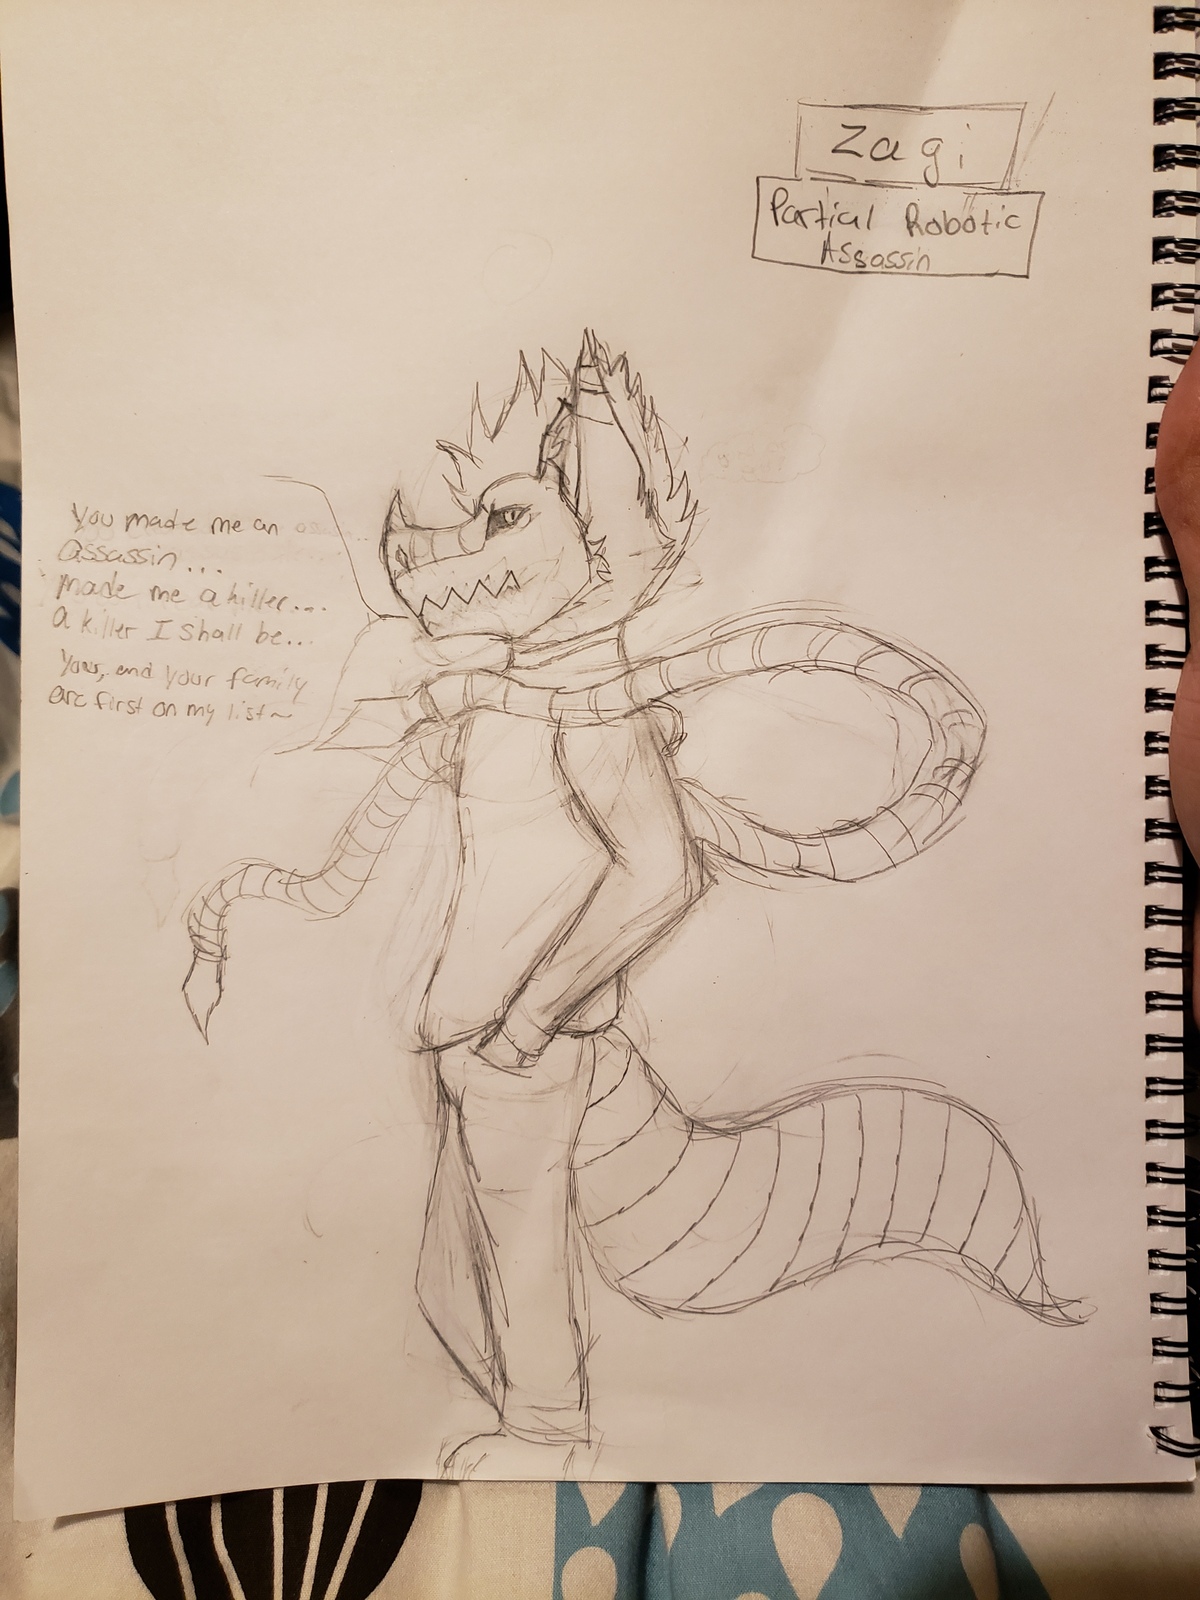 Zagi
Partial Robotic
Assassin
You made me an
assassin...
made me a killer...
a killer I shall be...
You, and your family
are first on my list~